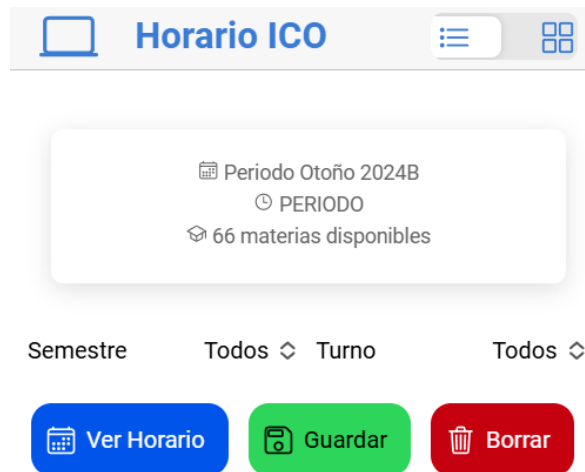 Horario ICO
Periodo Otoño 2024B
PERIODO
66 materias disponibles
Semestre Todos Turno Todos
Ver Horario Guardar Borrar